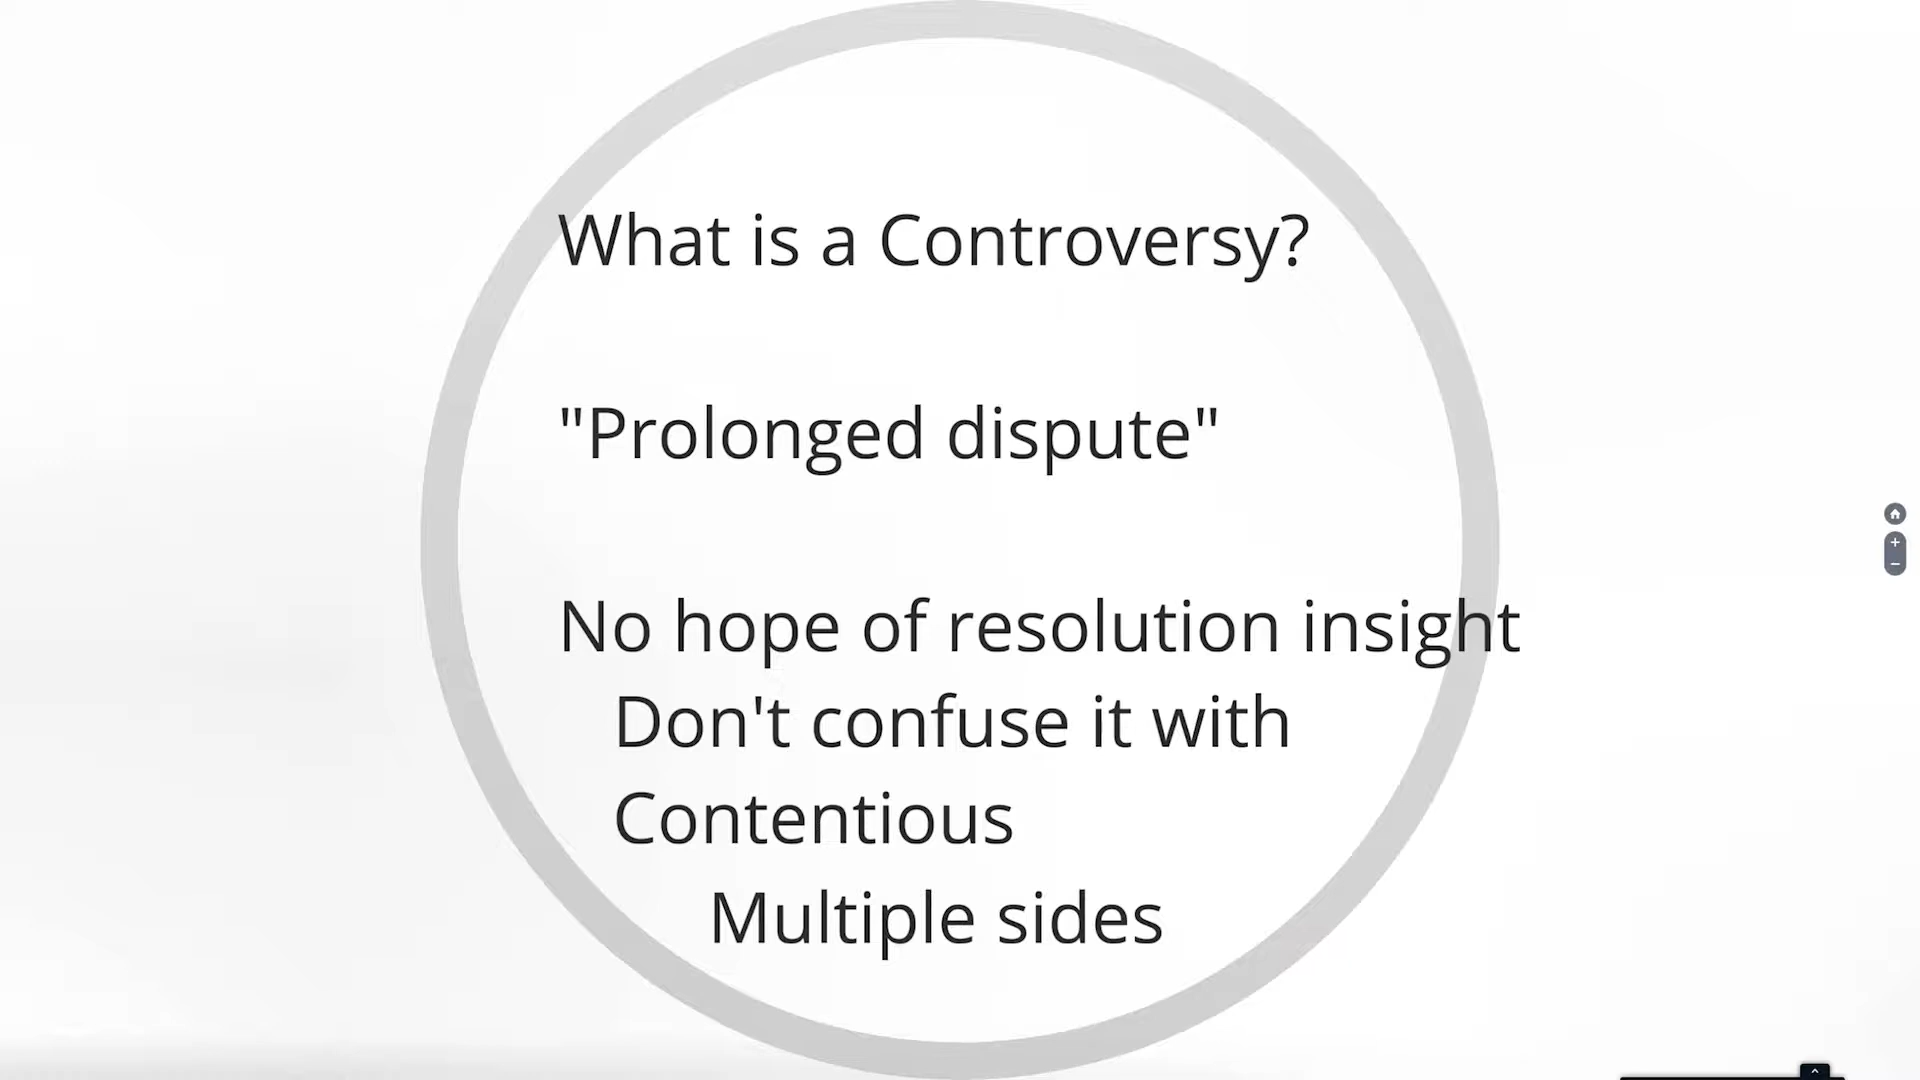 What is a Controversy?
"Prolonged dispute"
No hope of resolution insight
Don't confuse it with
Contentious
Multiple sides